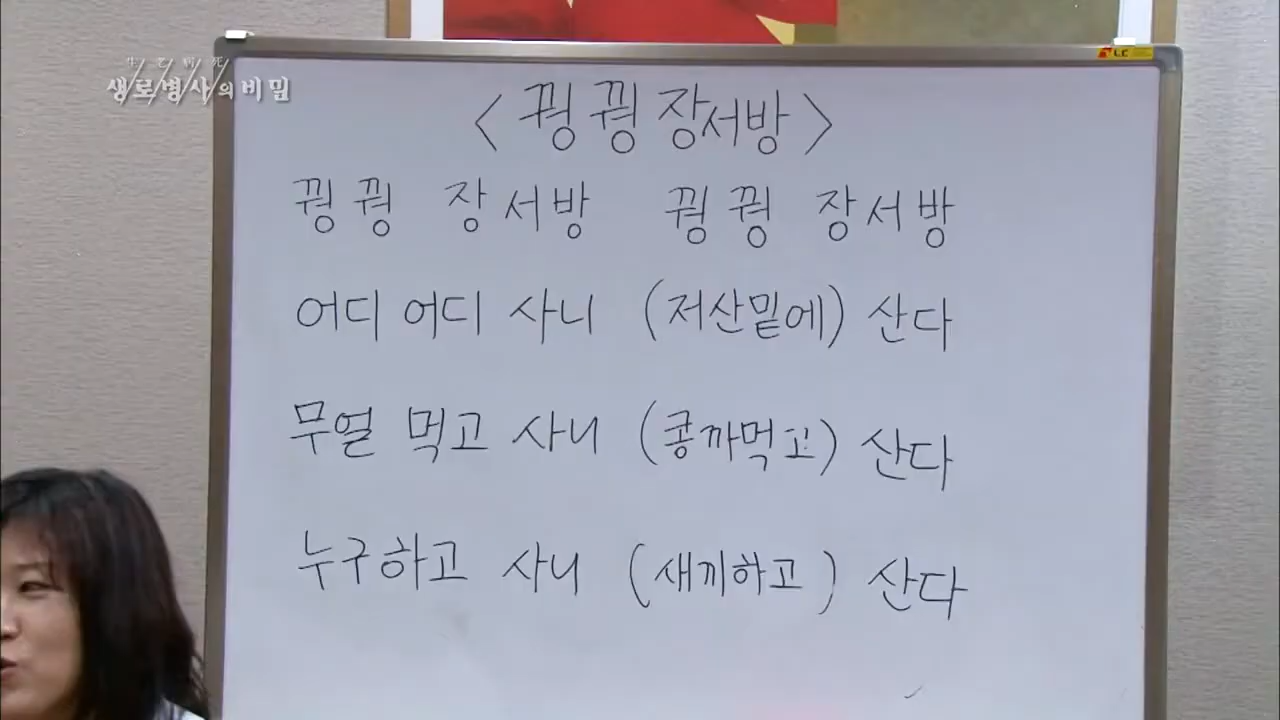 生老病死
생로병사의 비밀
<꿩꿩 장서방>
꿩꿩 장서방 꿩꿩 장서방
어디 어디 사니 (저산밑에) 산다
무얼 먹고 사니 (콩까먹고) 산다
누구하고 사니 (새끼하고) 산다